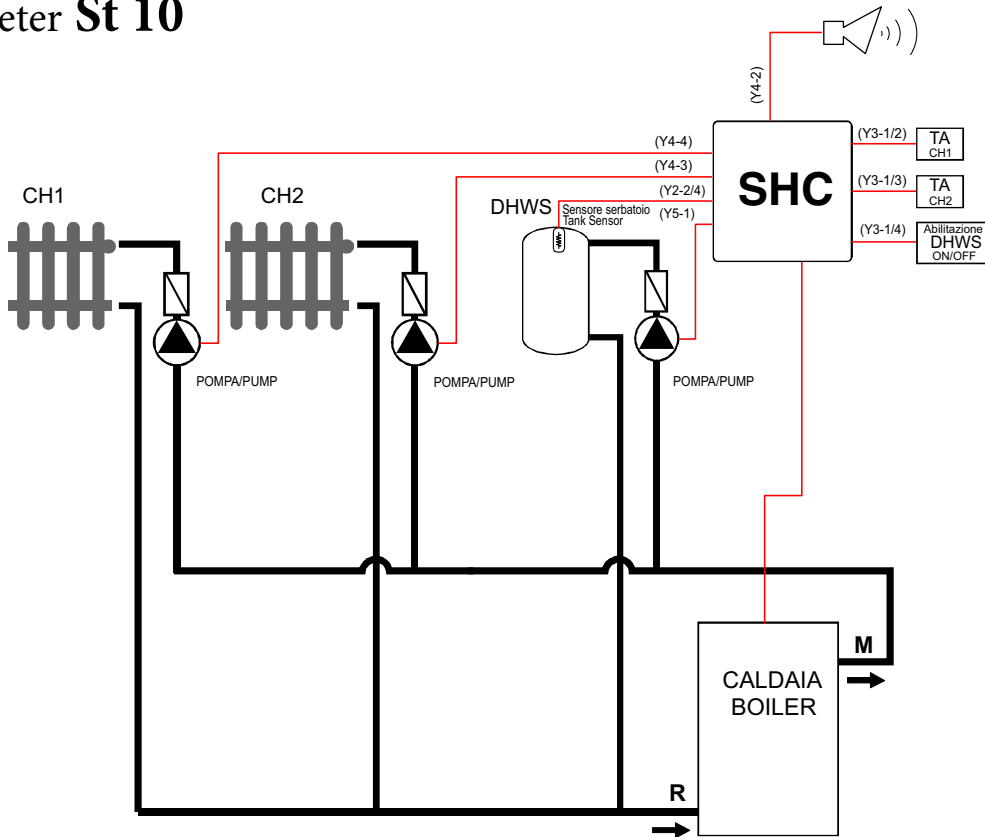 eter St 10
(Y4-2)
(Y4-4)
(Y3-1/2)
TA
CH1
(Y4-3)
SHC
(Y3-1/3)
TA
CH2
CH1
CH2
(Y2-2/4)
DHWS
Sensore serbatoio
Tank Sensor
(Y5-1)
(Y3-1/4)
Abilitazione
DHWS
ON/OFF
POMPA/PUMP
POMPA/PUMP
POMPA/PUMP
M
CALDAIA
BOILER
R